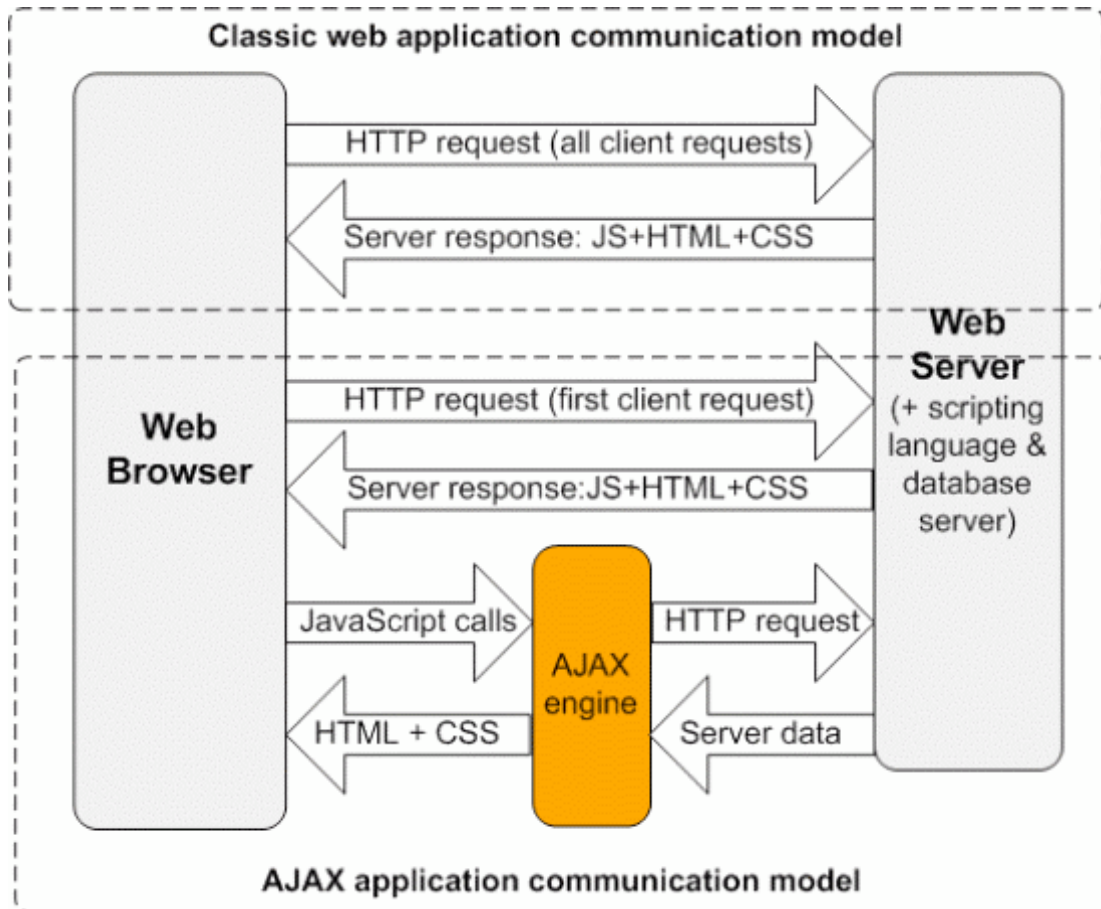 Classic web application communication model
HTTP request (all client requests)
Server response: JS+HTML+CSS
Web
Server
(+ scripting
language &
database
server)
HTTP request (first client request)
Web
Browser
Server response:JS+HTML+CSS
JavaScript calls
HTTP request
AJAX
engine
HTML + CSS
Server data
AJAX application communication model